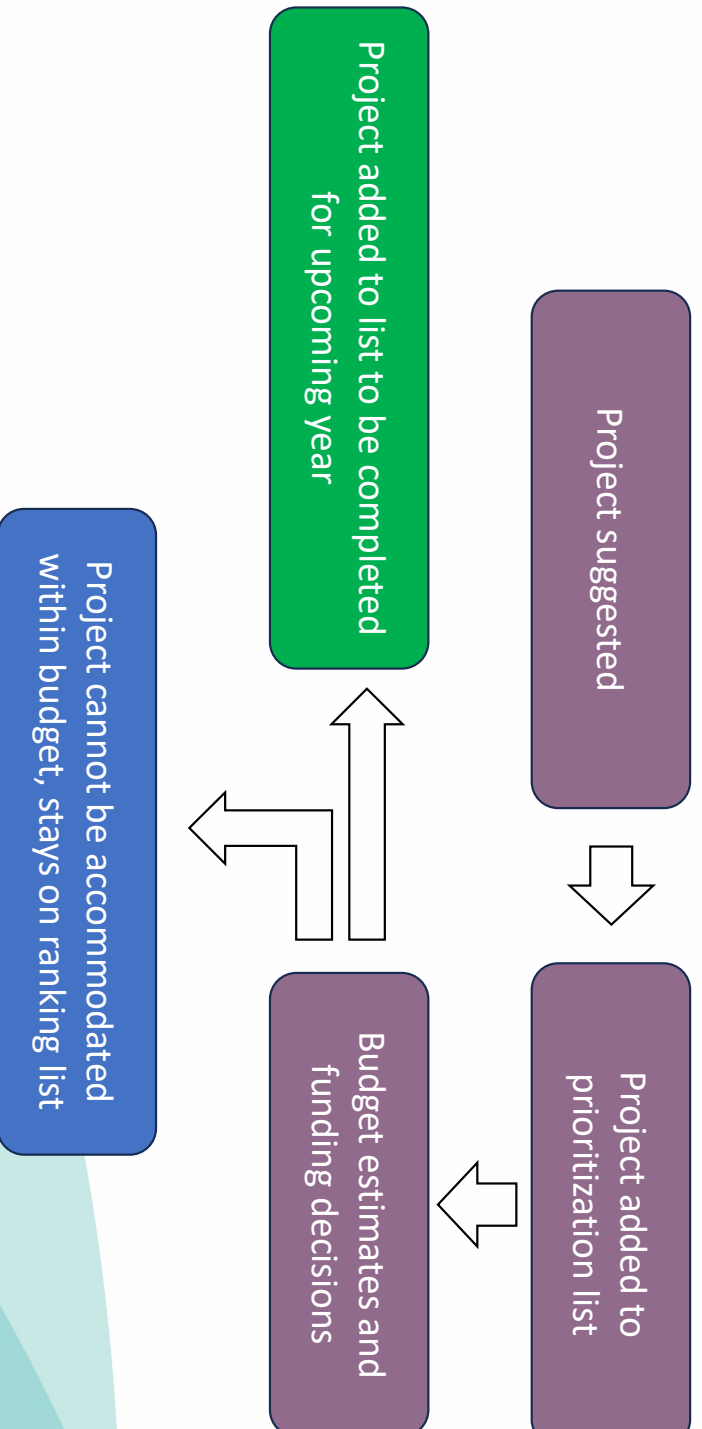 Project suggested
Project added to
prioritization list
Budget estimates and
funding decisions
Project added to list to be completed
for upcoming year
Project cannot be accommodated
within budget, stays on ranking list